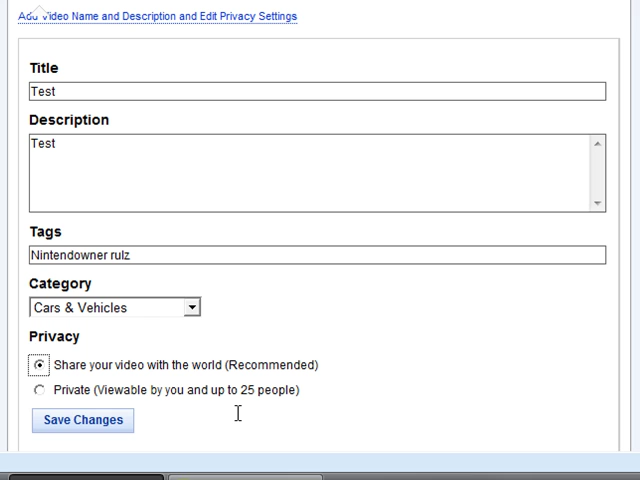 Add Video Name and Description and Edit Privacy Settings
Title
Test
Description
Test
Tags
Nintendowner rulz
Category
Cars & Vehicles
Privacy
Share your video with the world (Recommended)
Private (Viewable by you and up to 25 people)
Save Changes